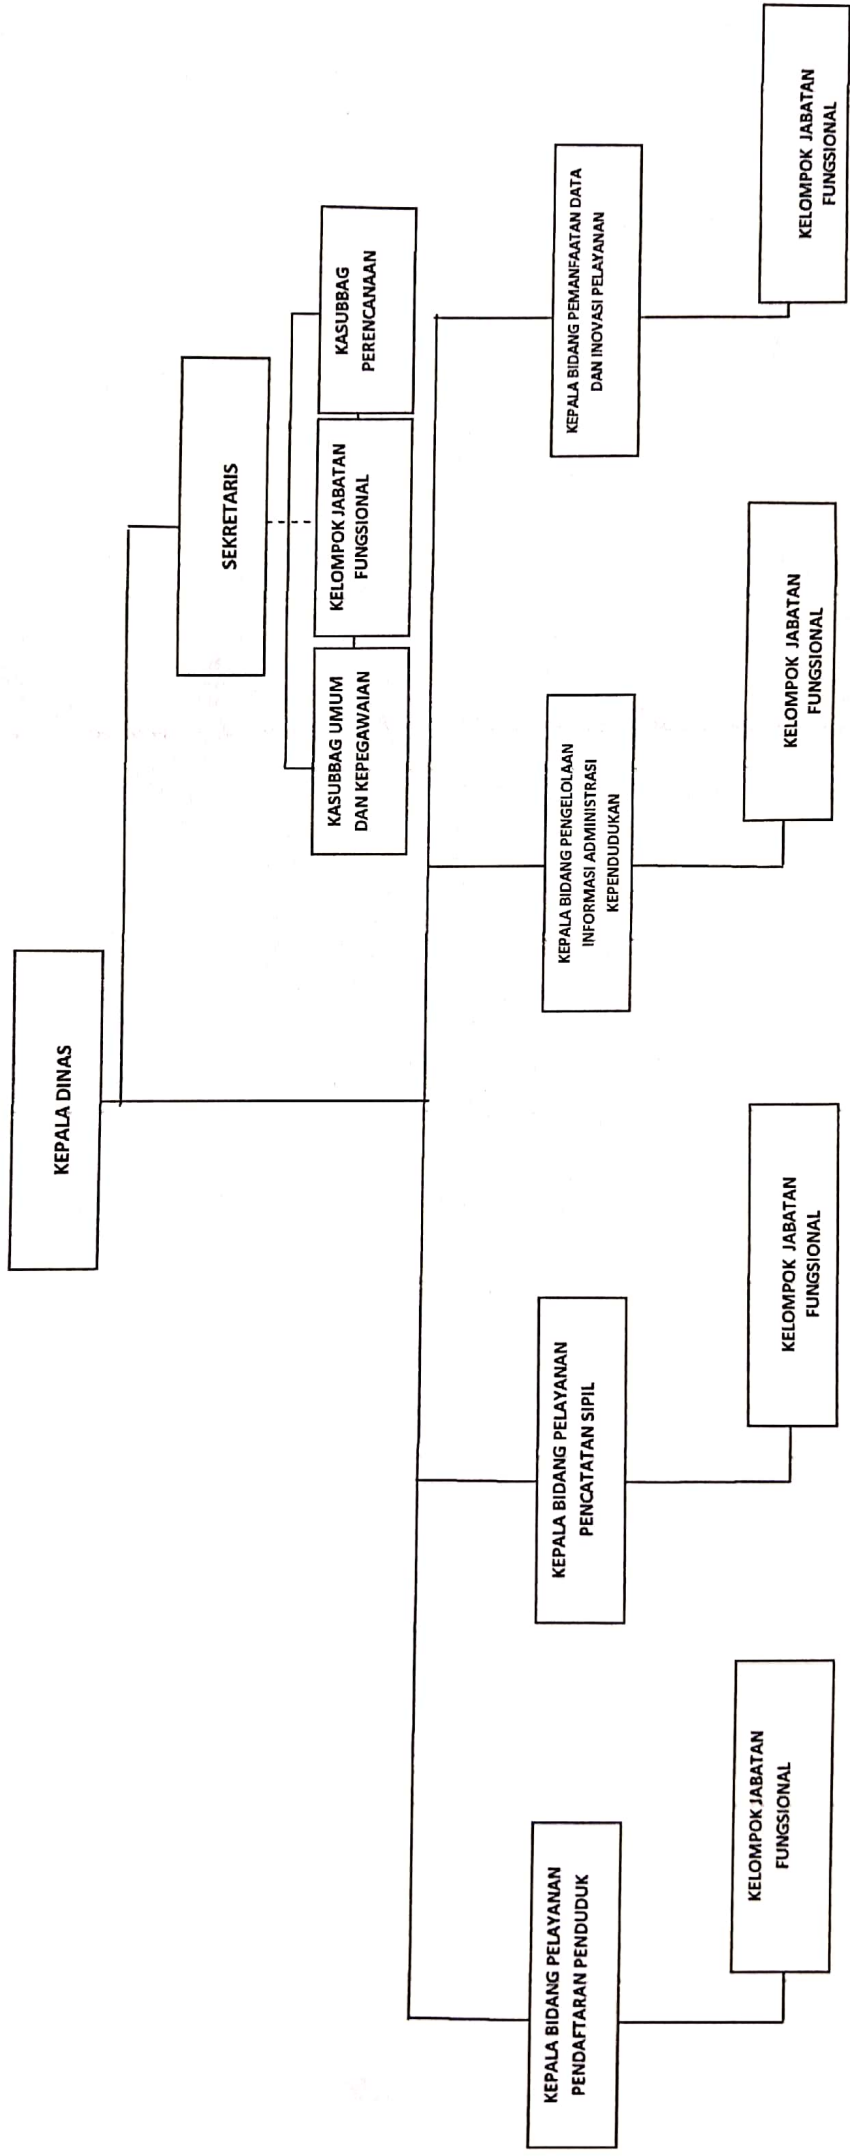 KEPALA DINAS
SEKRETARIS
KASUBBAG UMUM
DAN KEPEGAWAIAN
KELOMPOK JABATAN
FUNGSIONAL
KASUBBAG
PERENCANAAN
KEPALA BIDANG PELAYANAN
PENDAFTARAN PENDUDUK
KEPALA BIDANG PELAYANAN
PENCATATAN SIPIL
KEPALA BIDANG PENGELOLAAN
INFORMASI ADMINISTRASI
KEPENDUDUKAN
KEPALA BIDANG PEMANFAATAN DATA
DAN INOVASI PELAYANAN
KELOMPOK JABATAN
FUNGSIONAL
KELOMPOK JABATAN
FUNGSIONAL
KELOMPOK JABATAN
FUNGSIONAL
KELOMPOK JABATAN
FUNGSIONAL